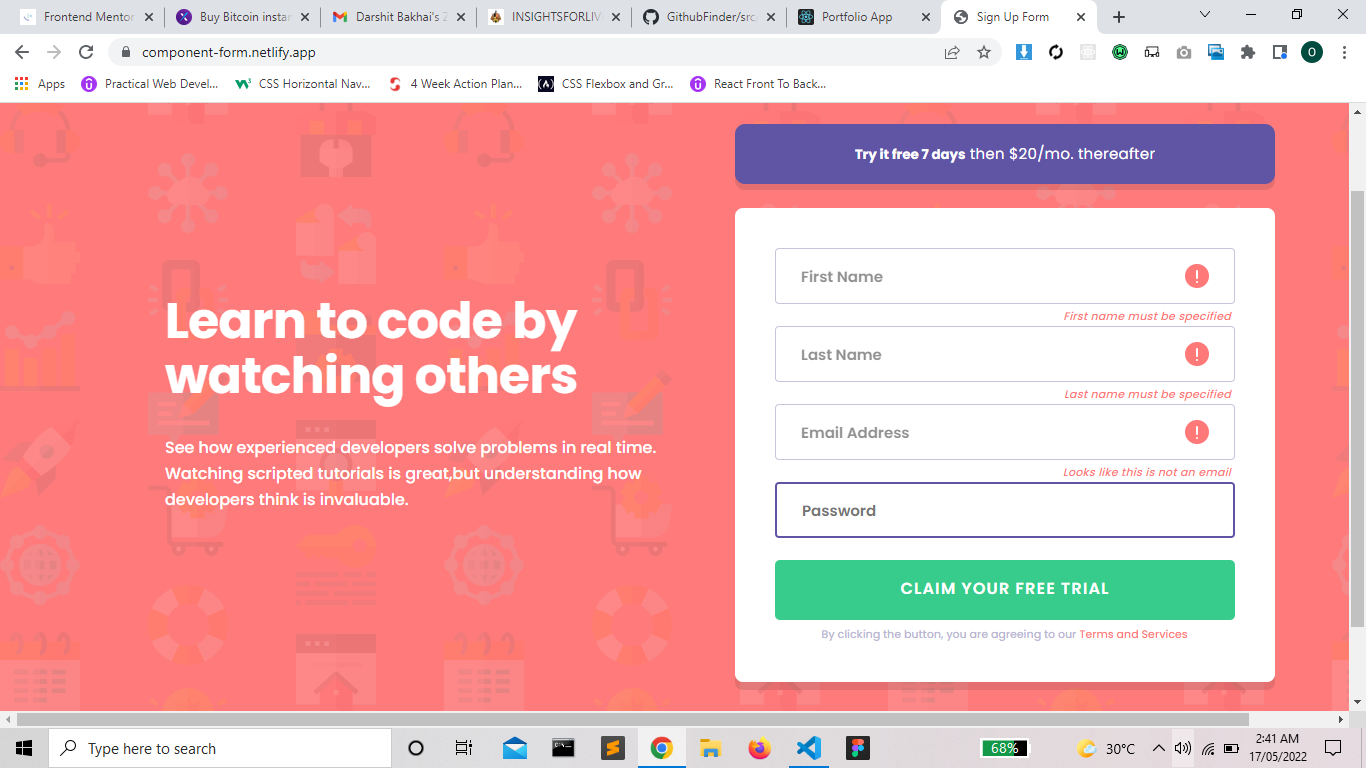 Frontend Mentor
Buy Bitcoin instan
Darshit Bakhai's Z
INSIGHTSFORLIV
GithubFinder/src
Portfolio App
Sign Up Form
component-form.netlify.app
O
Apps
Practical Web Devel...
CSS Horizontal Nav...
4 Week Action Plan...
CSS Flexbox and Gr...
React Front To Back...
Try it free 7 days then $20/mo. thereafter
Learn to code by
watching others
See how experienced developers solve problems in real time.
Watching scripted tutorials is great,but understanding how
developers think is invaluable.
First Name
First name must be specified
Last Name
Last name must be specified
Email Address
Looks like this is not an email
Password
CLAIM YOUR FREE TRIAL
By clicking the button, you are agreeing to our Terms and Services
Type here to search
68%
30°C
2:41 AM
17/05/2022